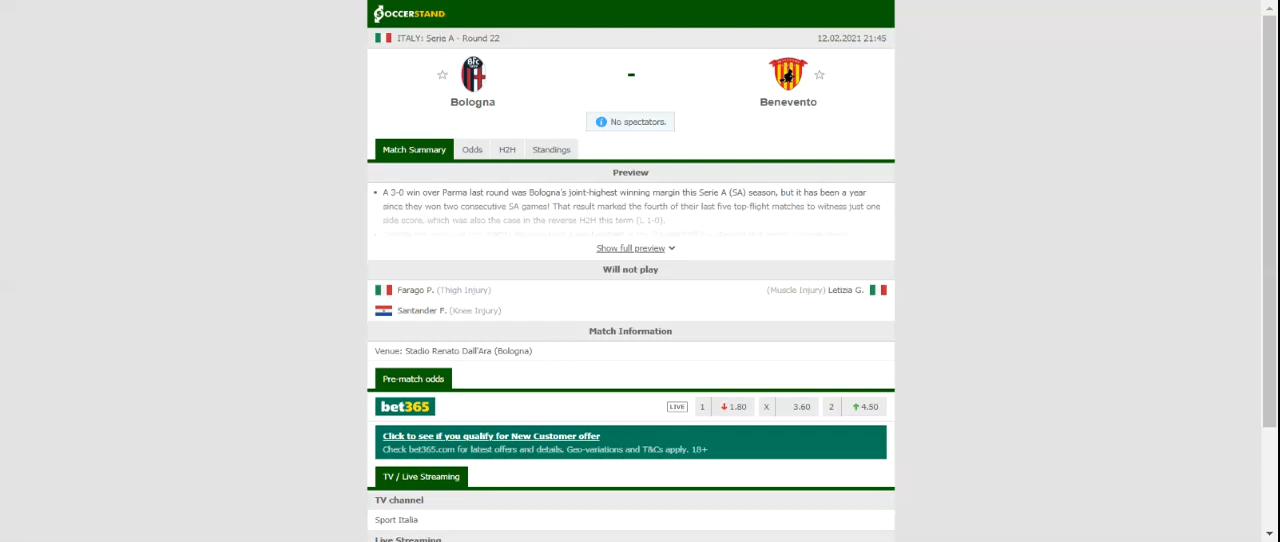 SOCCERSTAND
ITALY: Serie A - Round 22
12.02.2021 21:45
BFC
-
Bologna
Benevento
No spectators.
Match Summary
Odds
H2H
Standings
Preview
A 3-0 win over Parma last round was Bologna's joint-highest winning margin this Serie A (SA) season, but it has been a year
since they won two consecutive SA games! That result marked the fourth of their last five top-flight matches to witness just one
side score, which was also the case in the reverse H2H this term (L 1-0).
Show full preview
Will not play
Farago P. (Thigh Injury)
(Muscle Injury) Letizia G.
Santander F. (Knee Injury)
Match Information
Venue: Stadio Renato Dall'Ara (Bologna)
Pre-match odds
bet365
LIVE
1
1.80
X
3.60
2
4.50
Click to see if you qualify for New Customer offer
Check bet365.com for latest offers and details. Geo-variations and T&Cs apply. 18+
TV / Live Streaming
TV channel
Sport Italia
Live Streaming